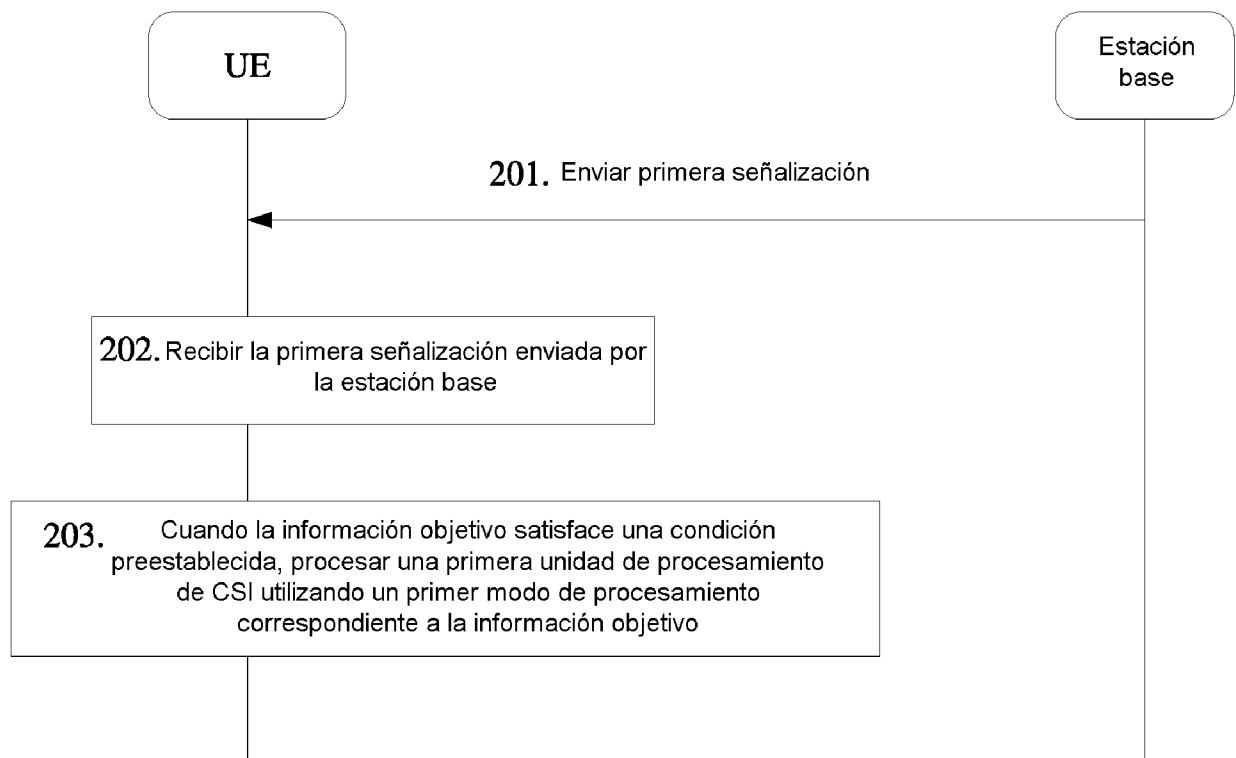 UE
Estación
base
201. Enviar primera señalización
202. Recibir la primera señalización enviada por
la estación base
203. Cuando la información objetivo satisface una condición
preestablecida, procesar una primera unidad de procesamiento
de CSI utilizando un primer modo de procesamiento
correspondiente a la información objetivo